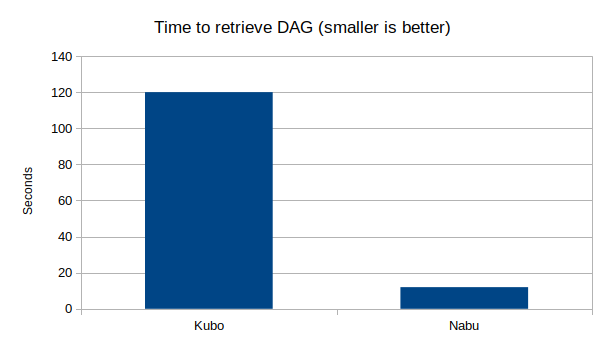 Time to retrieve DAG (smaller is better)
140
120
100
80
60
40
20
0
Seconds
Kubo
Nabu